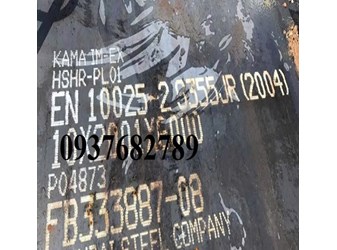 KAMA IM-EX
HSHR-PL01
EN 10025-2 S355JR (2004)
0937682789
P04873
FB333887-08
STEEL COMPANY